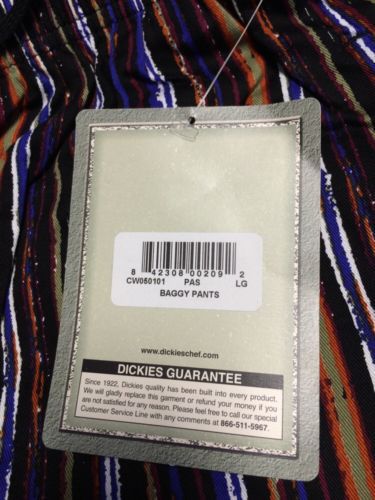 8 42308 00209 2
CW050101 PAS LG
BAGGY PANTS
www.dickieschef.com
DICKIES GUARANTEE
Since 1922, Dickies quality has been built into every product.
We will gladly replace this garment or refund your money if you
are not satisfied for any reason. Please feel free to call our special
Customer Service Line with any comments at 866-511-5967.